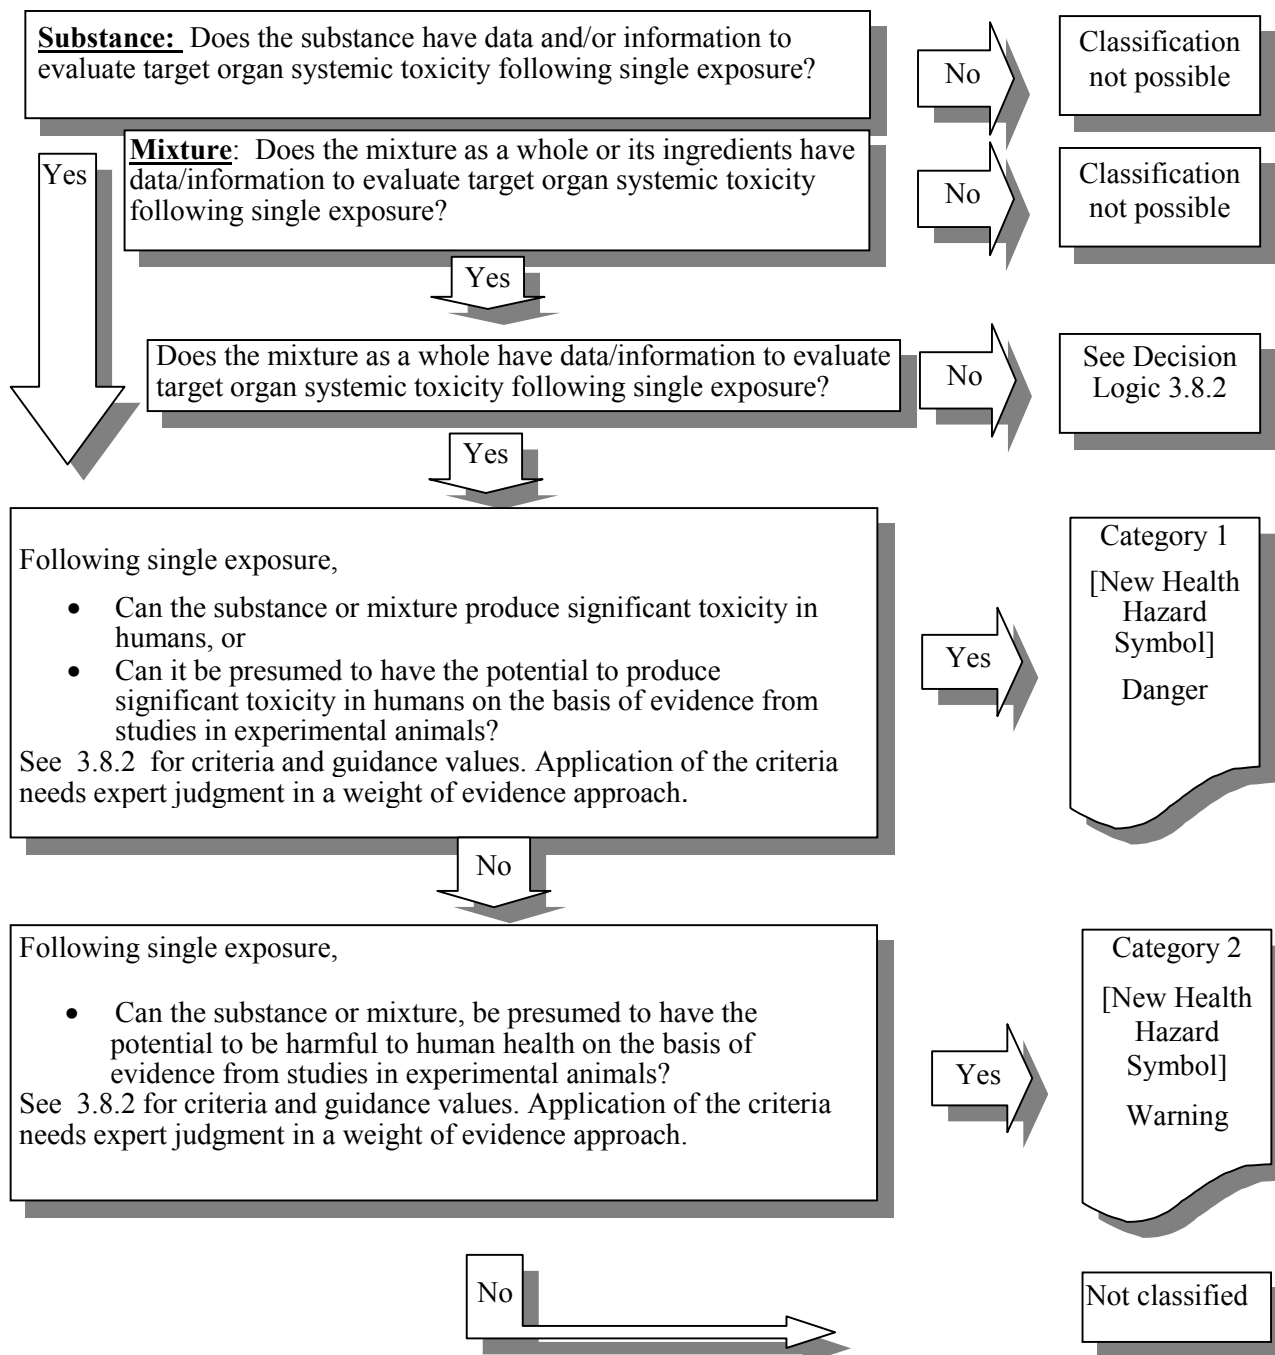 Substance: Does the substance have data and/or information to
evaluate target organ systemic toxicity following single exposure?
No
Classification
not possible
Yes
Mixture: Does the mixture as a whole or its ingredients have
data/information to evaluate target organ systemic toxicity
following single exposure?
No
Classification
not possible
Yes
Does the mixture as a whole have data/information to evaluate
target organ systemic toxicity following single exposure?
No
See Decision
Logic 3.8.2
Yes
Following single exposure,
• Can the substance or mixture produce significant toxicity in
humans, or
• Can it be presumed to have the potential to produce
significant toxicity in humans on the basis of evidence from
studies in experimental animals?
See 3.8.2 for criteria and guidance values. Application of the criteria
needs expert judgment in a weight of evidence approach.
Yes
Category 1
[New Health
Hazard
Symbol]
Danger
No
Following single exposure,
• Can the substance or mixture, be presumed to have the
potential to be harmful to human health on the basis of
evidence from studies in experimental animals?
See 3.8.2 for criteria and guidance values. Application of the criteria
needs expert judgment in a weight of evidence approach.
Yes
Category 2
[New Health
Hazard
Symbol]
Warning
No
Not classified